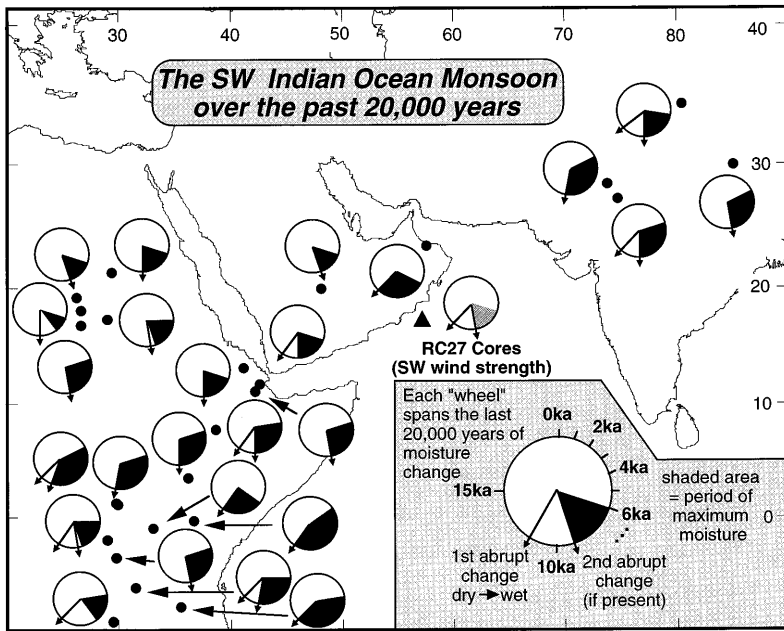 30
40
50
60
70
80
40
The SW Indian Ocean Monsoon
over the past 20,000 years
30
20
RC27 Cores
(SW wind strength)
10
Each "wheel"
spans the last
20,000 years of
moisture
change
0ka
2ka
4ka
15ka
6ka
10ka
shaded area
= period of
maximum
moisture
0
1st abrupt
change
dry → wet
2nd abrupt
change
(if present)